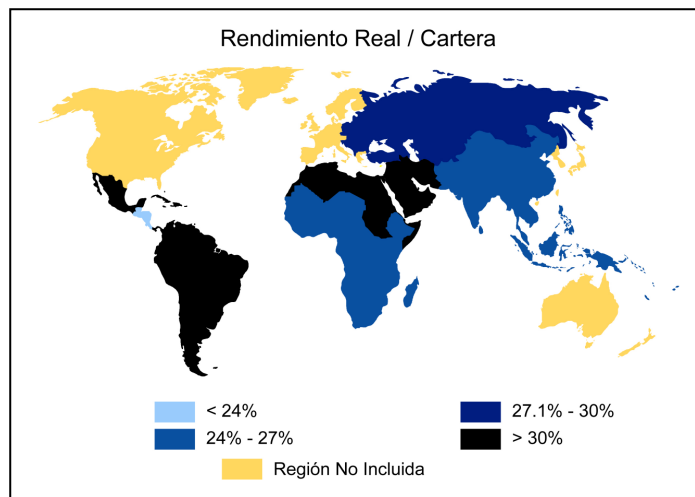 Rendimiento Real / Cartera
< 24%
27.1% - 30%
24% - 27%
> 30%
Región No Incluida